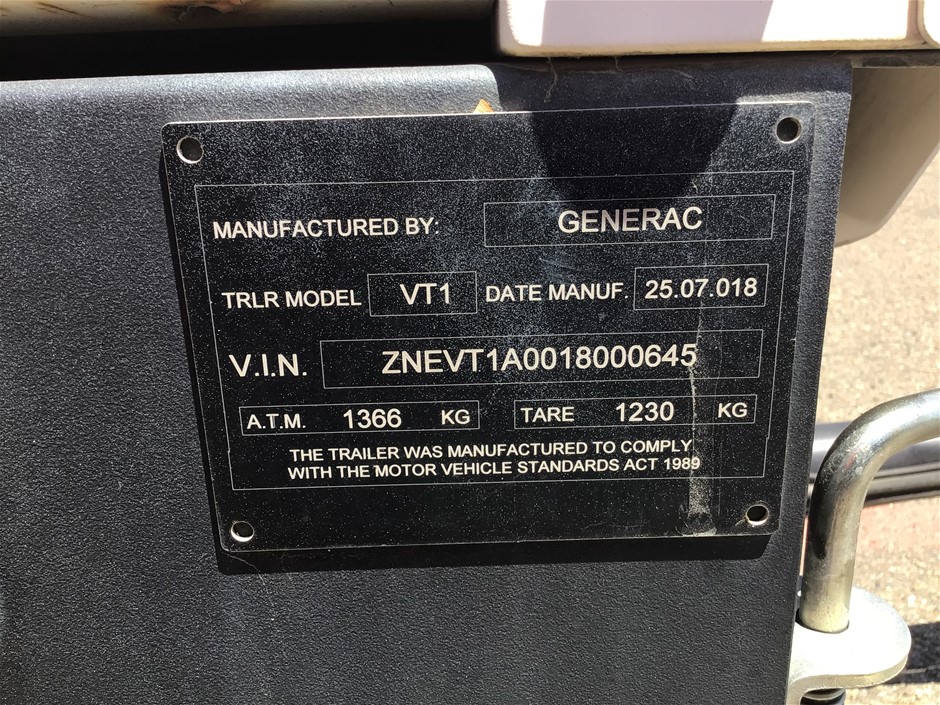 MANUFACTURED BY: GENERAC
TRLR MODEL VT1 DATE MANUF. 25.07.018
V.I.N. ZNEVT1A0018000645
A.T.M. 1366 KG TARE 1230 KG
THE TRAILER WAS MANUFACTURED TO COMPLY
WITH THE MOTOR VEHICLE STANDARDS ACT 1989